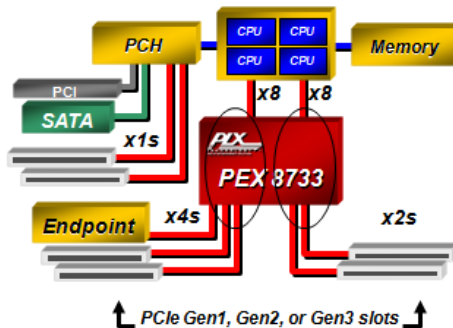 PCH
CPU
CPU
CPU
CPU
Memory
PCI
SATA
x8
x8
x1s
PLX
PEX 8733
Endpoint
x4s
x2s
PCIe Gen1, Gen2, or Gen3 slots